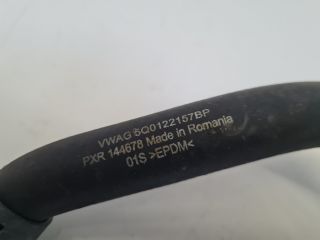 VWAG 5Q0122157BP
PXR 144678 Made in Romania
01S >EPDM<